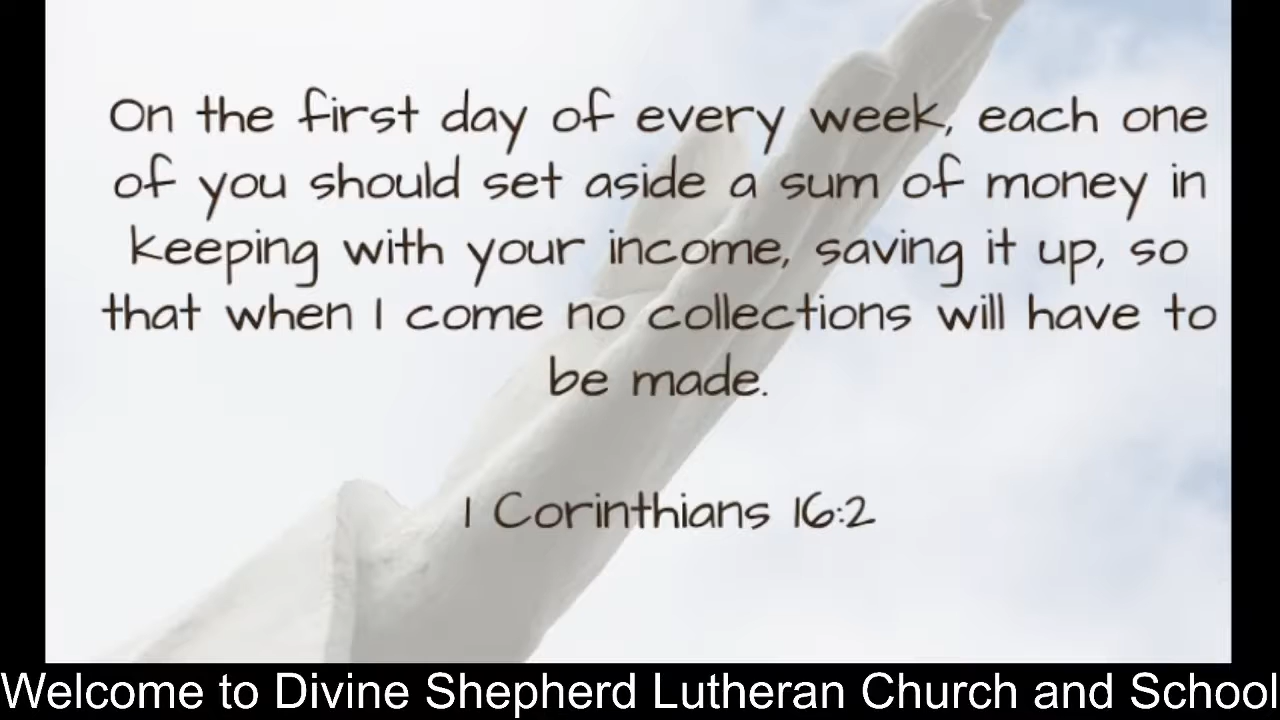 On the first day of every week, each one
of you should set aside a sum of money in
keeping with your income, saving it up, so
that when I come no collections will have to
be made.
1 Corinthians 16:2
Welcome to Divine Shepherd Lutheran Church and School